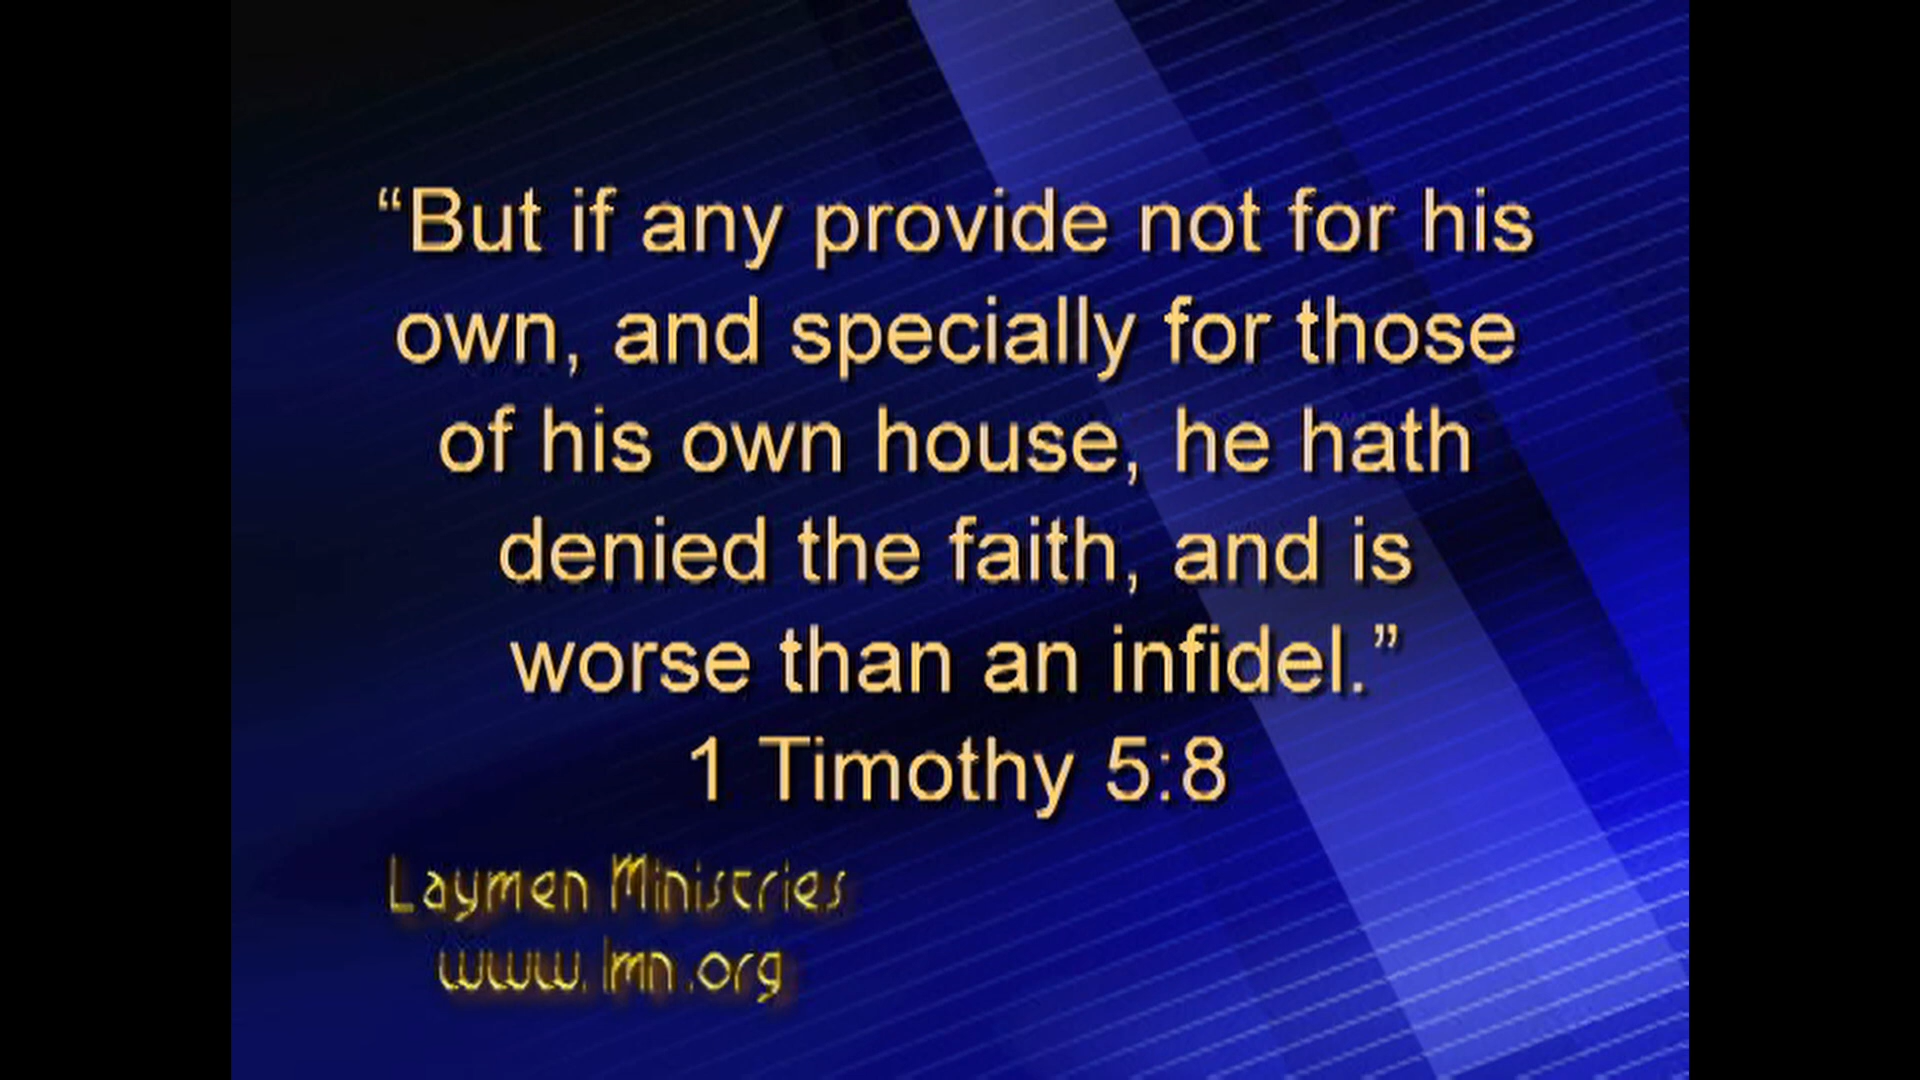 “But if any provide not for his
own, and specially for those
of his own house, he hath
denied the faith, and is
worse than an infidel.”
1 Timothy 5:8
Laymen Ministries
www.lmn.org